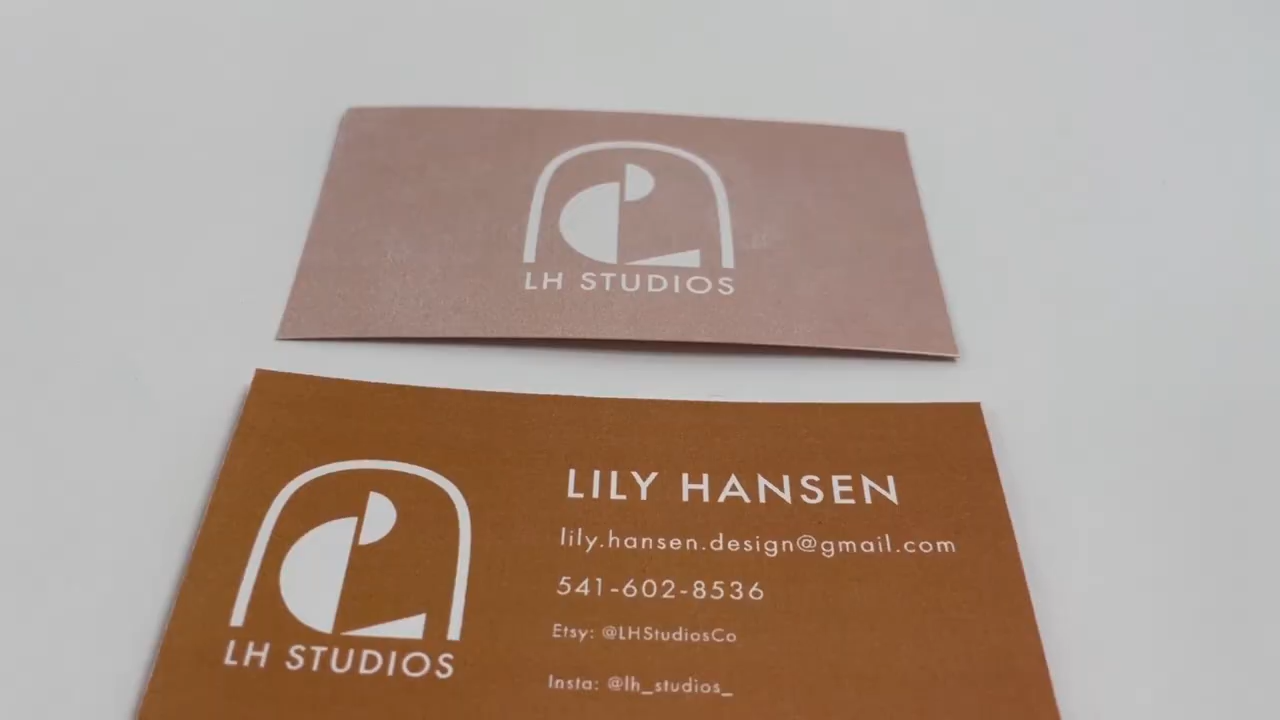 LH STUDIOS
LILY HANSEN
lily.hansen.design@gmail.com
541-602-8536
Etsy: @LHStudiosCo
Insta: @lh_studios_
LH STUDIOS